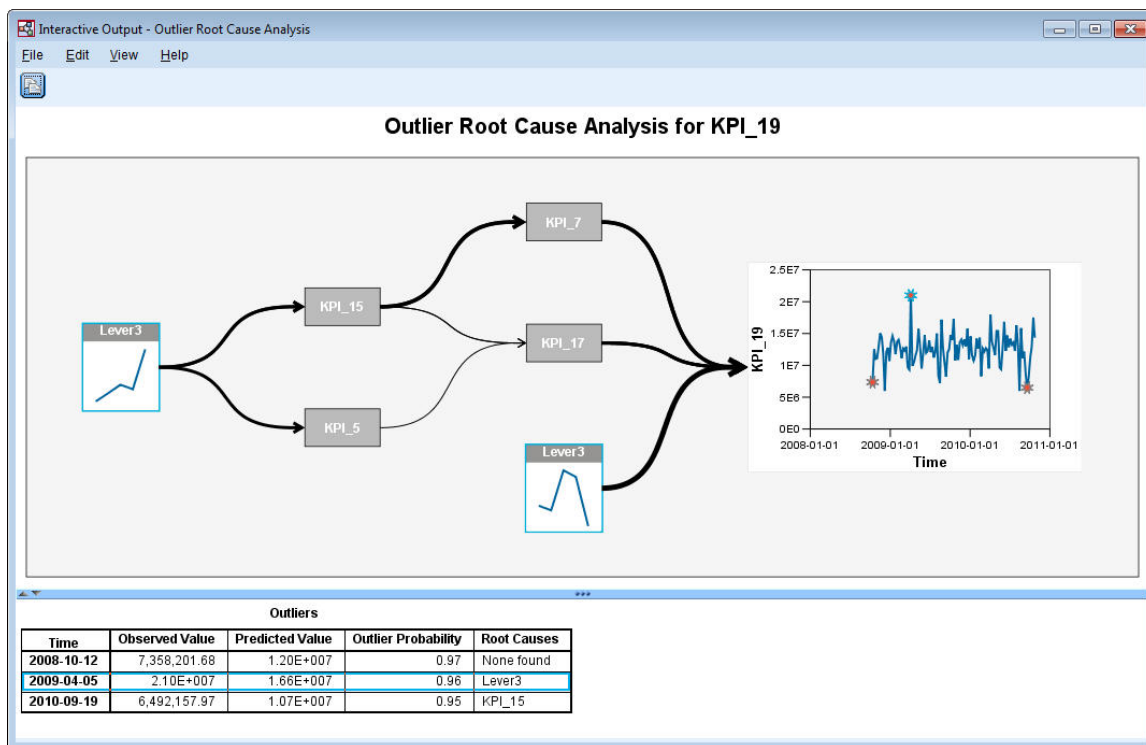 Interactive Output - Outlier Root Cause Analysis
File Edit View Help
Outlier Root Cause Analysis for KPI_19
KPI_7
KPI_15
Lever3
KPI_17
KPI_5
Lever3
KPI_19
2.5E7
2E7
1.5E7
1E7
5E6
0E0
2008-01-01 2009-01-01 2010-01-01 2011-01-01
Time
Outliers
Time Observed Value Predicted Value Outlier Probability Root Causes
2008-10-12 7,358,201.68 1.20E+007 0.97 None found
2009-04-05 2.10E+007 1.66E+007 0.96 Lever3
2010-09-19 6,492,157.97 1.07E+007 0.95 KPI_15